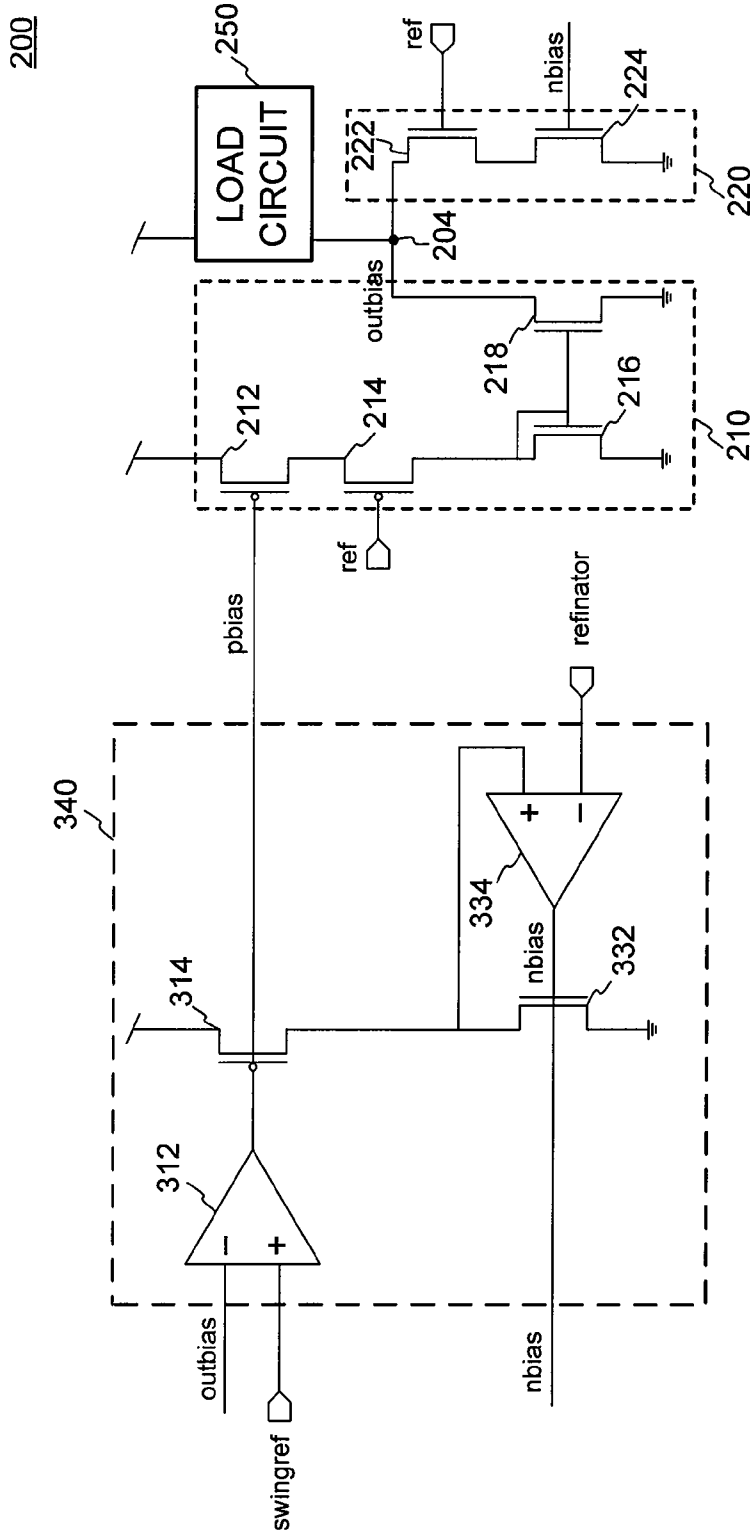 200
LOAD
CIRCUIT
250
ref
222
nbias
224
220
204
outbias
218
216
210
212
214
ref
pbias
340
refinator
334
+
−
nbias
332
314
312
−
+
outbias
swingref
nbias